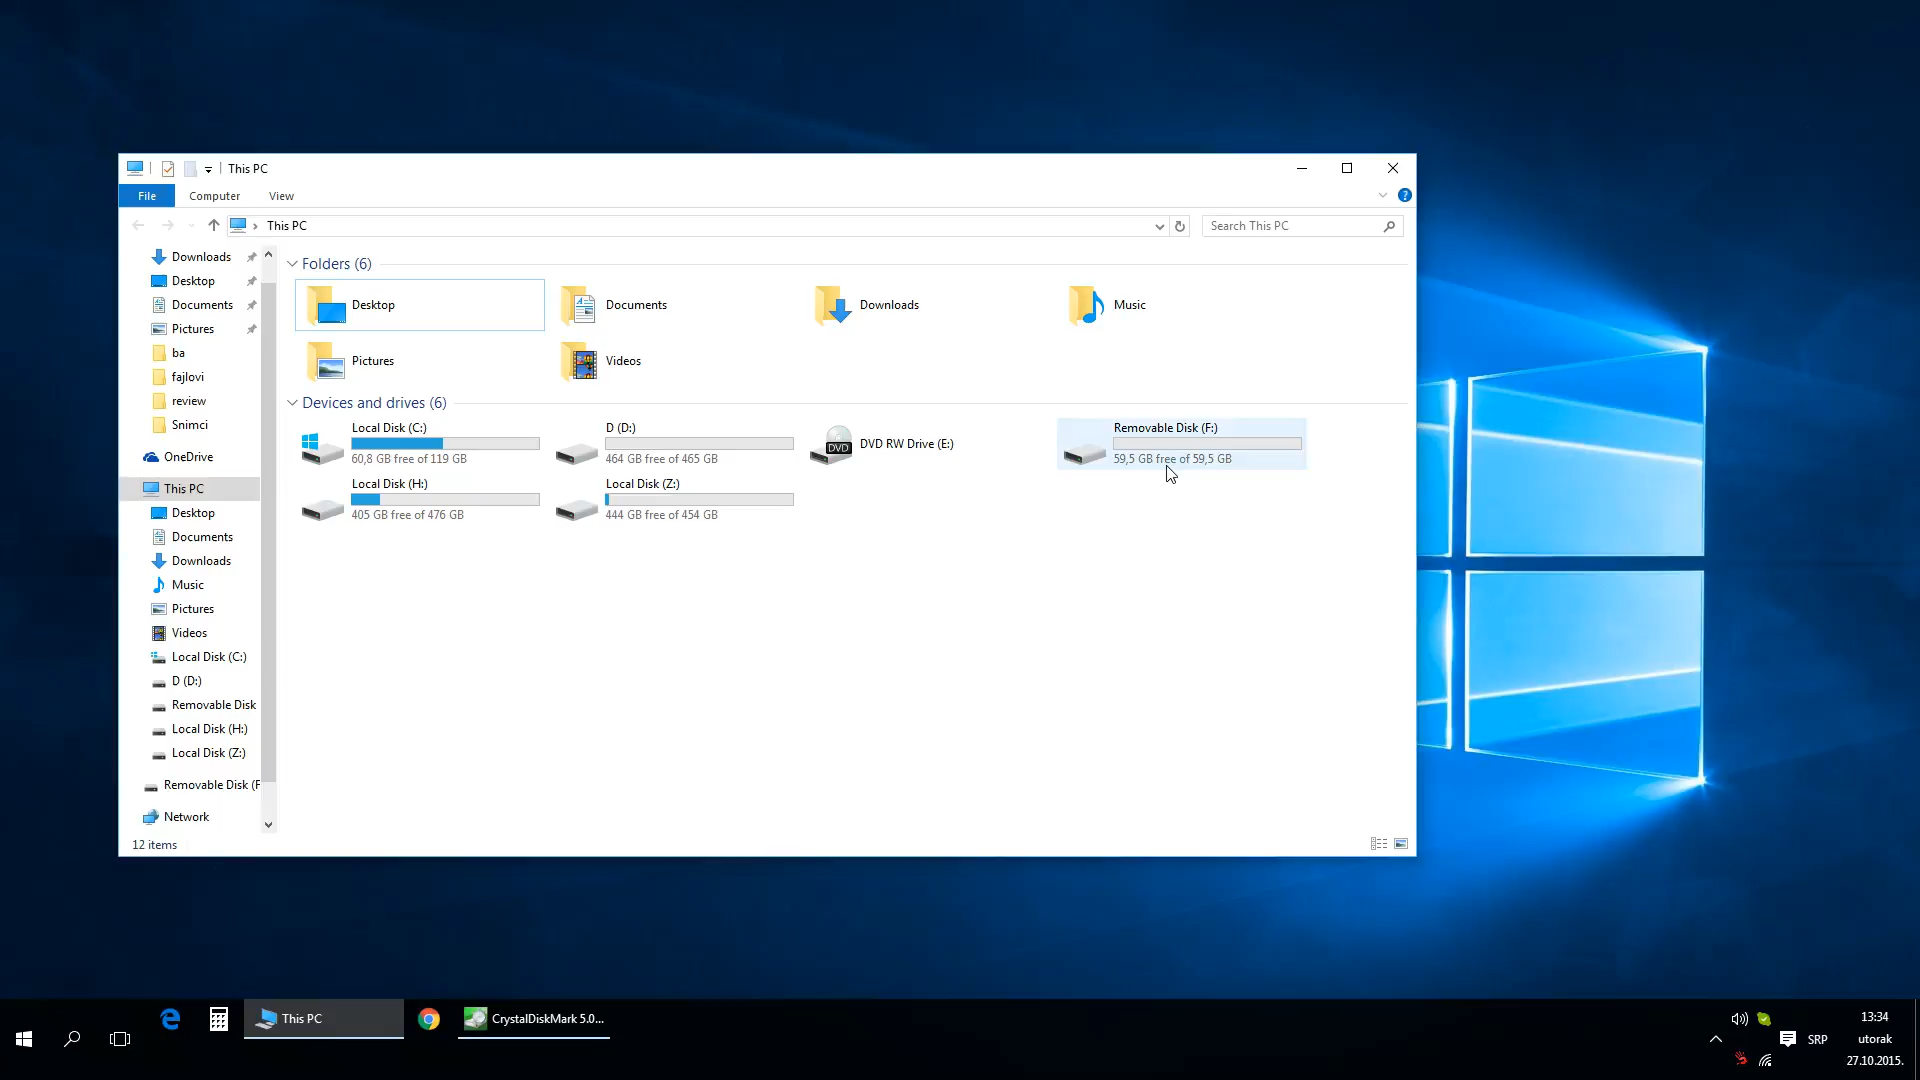 This PC
File Computer View
This PC
Search This PC
Downloads
Desktop
Documents
Pictures
ba
fajlovi
review
Snimci
OneDrive
This PC
Desktop
Documents
Downloads
Music
Pictures
Videos
Local Disk (C:)
D (D:)
Removable Disk
Local Disk (H:)
Local Disk (Z:)
Removable Disk (F
Network
12 items
Folders (6)
Desktop Documents Downloads Music
Pictures Videos
Devices and drives (6)
Local Disk (C:)
60,8 GB free of 119 GB
D (D:)
464 GB free of 465 GB
DVD
DVD RW Drive (E:)
Removable Disk (F:)
59,5 GB free of 59,5 GB
Local Disk (H:)
405 GB free of 476 GB
Local Disk (Z:)
444 GB free of 454 GB
This PC
CrystalDiskMark 5.0...
SRP
13:34
utorak
27.10.2015.